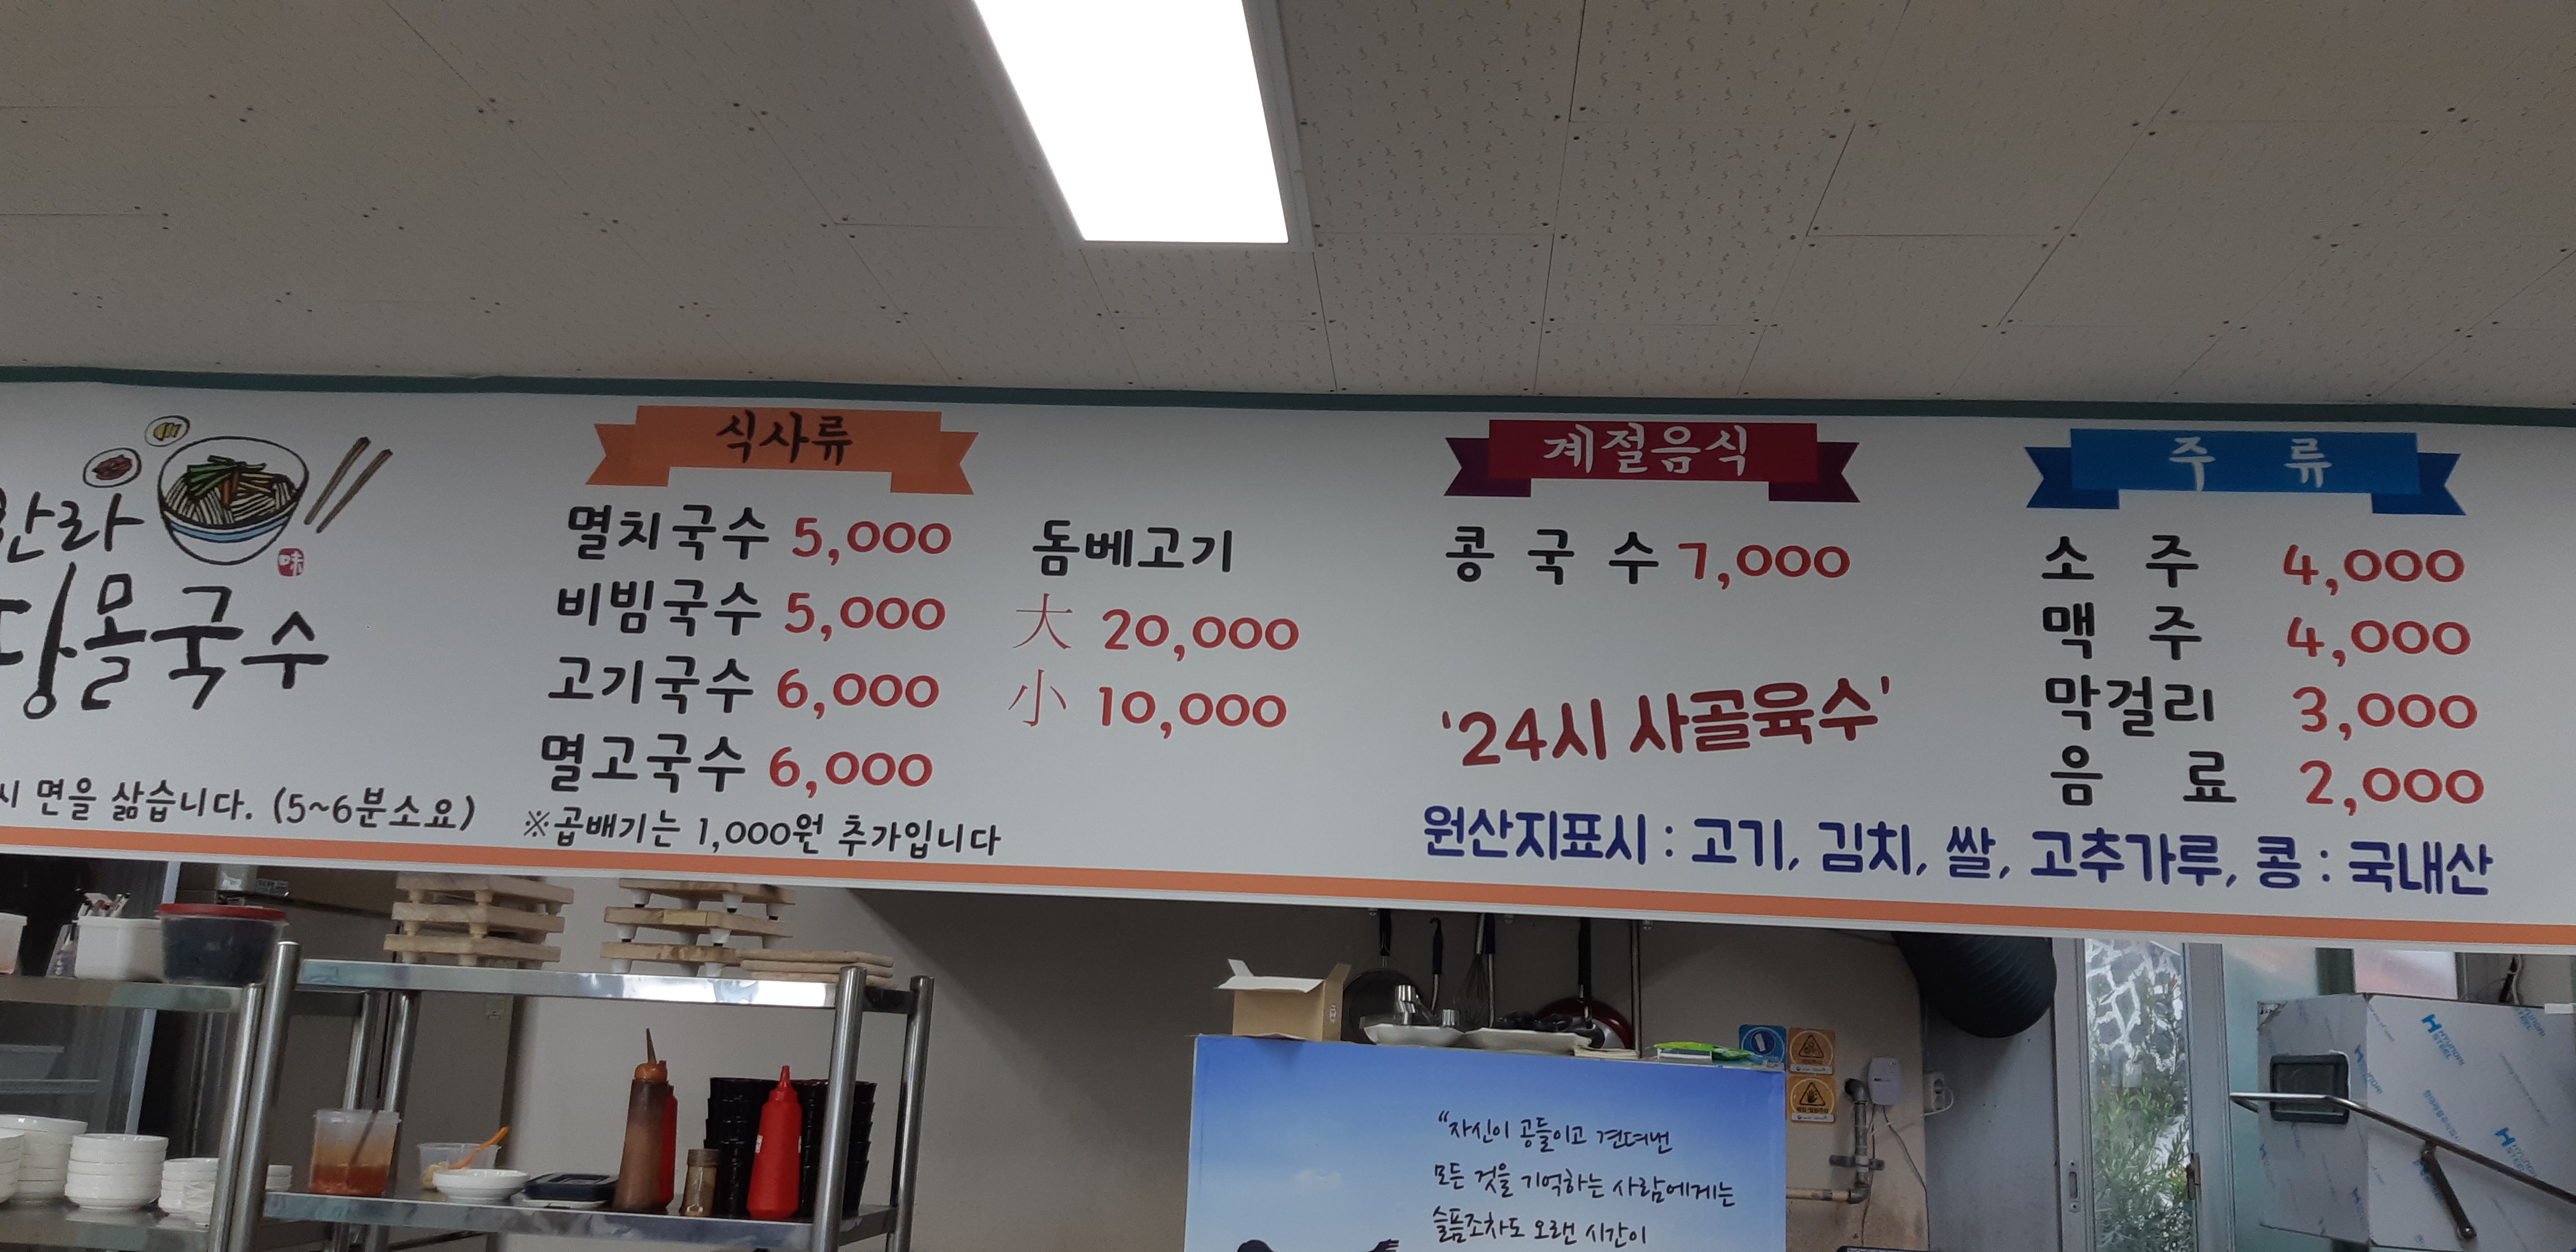 한라
味
당몰국수
시 면을 삶습니다. (5~6분소요)
식사류
멸치국수 5,000
비빔국수 5,000
고기국수 6,000
멸고국수 6,000
※곱배기는 1,000원 추가입니다
돔베고기
大 20,000
小 10,000
계절음식
콩국수 7,000
'24시 사골육수'
주류
소주 4,000
맥주 4,000
막걸리 3,000
음료 2,000
원산지표시 : 고기, 김치, 쌀, 고추가루, 콩 : 국내산
“자신이 공들이고 견뎌낸
모든 것을 기억하는 사람에게는
슬픔조차도 오랜 시간이
HYUNDAI STEEL
HYUNDAI STEEL